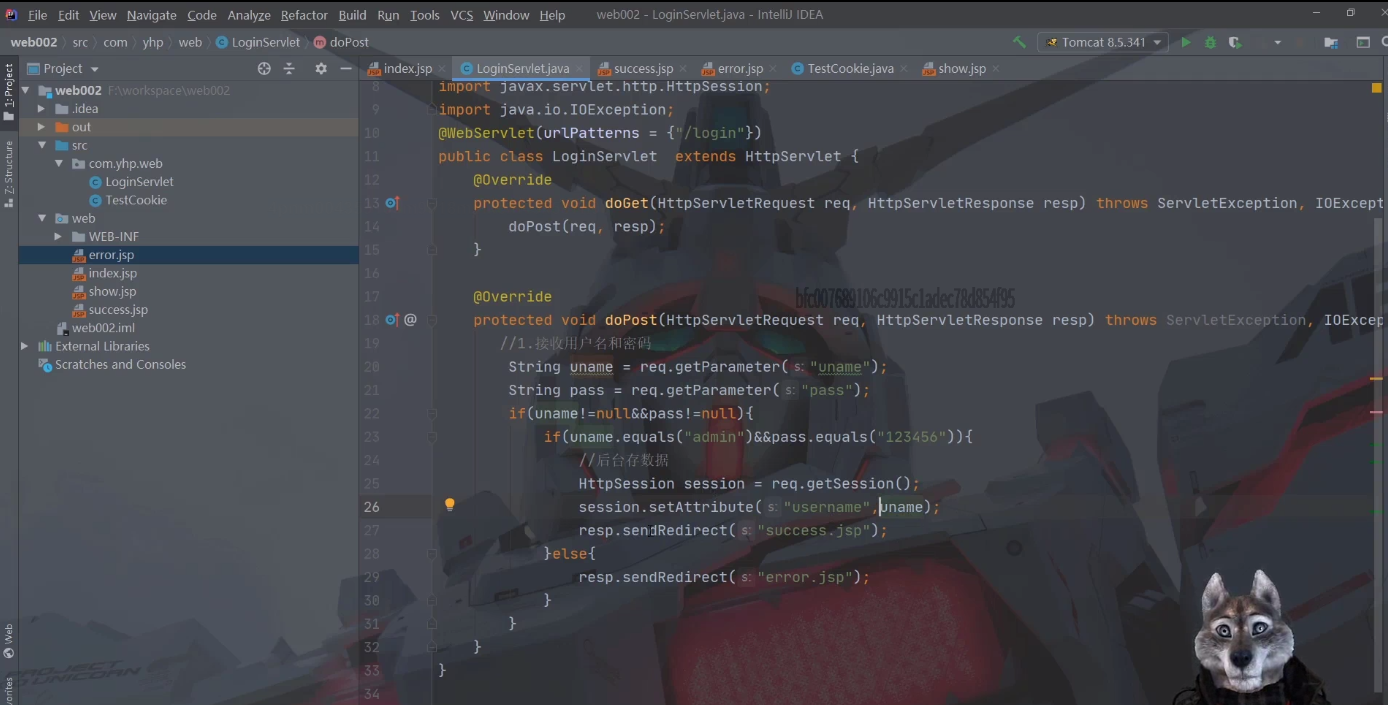 File Edit View Navigate Code Analyze Refactor Build Run Tools VCS Window Help web002 - LoginServlet.java - IntelliJ IDEA
web002 src com yhp web LoginServlet doPost Tomcat 8.5.341
Project index.jsp LoginServlet.java success.jsp error.jsp TestCookie.java show.jsp
1: Project
Z: Structure
Web
web002 F:\workspace\web002
.idea
out
src
com.yhp.web
LoginServlet
TestCookie
web
WEB-INF
error.jsp
index.jsp
show.jsp
success.jsp
web002.iml
External Libraries
Scratches and Consoles
8 import javax.servlet.http.HttpSession;
9 import java.io.IOException;
10 @WebServlet(urlPatterns = {"/login"})
11 public class LoginServlet extends HttpServlet {
12 @Override
13 protected void doGet(HttpServletRequest req, HttpServletResponse resp) throws ServletException, IOExcept
14 doPost(req, resp);
15 }
16
17 @Override
bfc007689106c9915c1adec78d854f95
18 @ protected void doPost(HttpServletRequest req, HttpServletResponse resp) throws ServletException, IOExcep
19 //1.接收用户名和密码
20 String uname = req.getParameter( s: "uname");
21 String pass = req.getParameter( s: "pass");
22 if(uname!=null&&pass!=null){
23 if(uname.equals("admin")&&pass.equals("123456")){
24 //后台存数据
25 HttpSession session = req.getSession();
26 session.setAttribute( s: "username",uname);
27 resp.sendRedirect( s: "success.jsp");
28 }else{
29 resp.sendRedirect( s: "error.jsp");
30 }
31 }
32 }
33 }
34